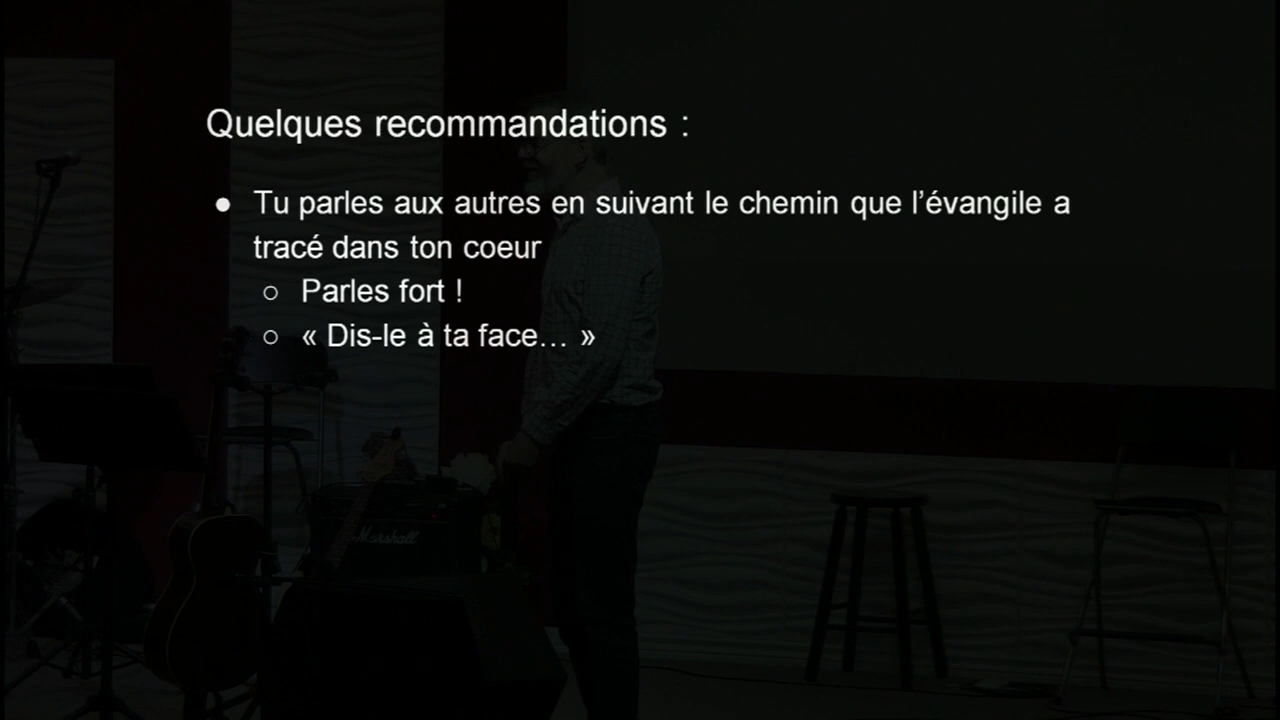 Quelques recommandations :
● Tu parles aux autres en suivant le chemin que l’évangile a
tracé dans ton coeur
○ Parles fort !
○ « Dis-le à ta face… »
Marshall